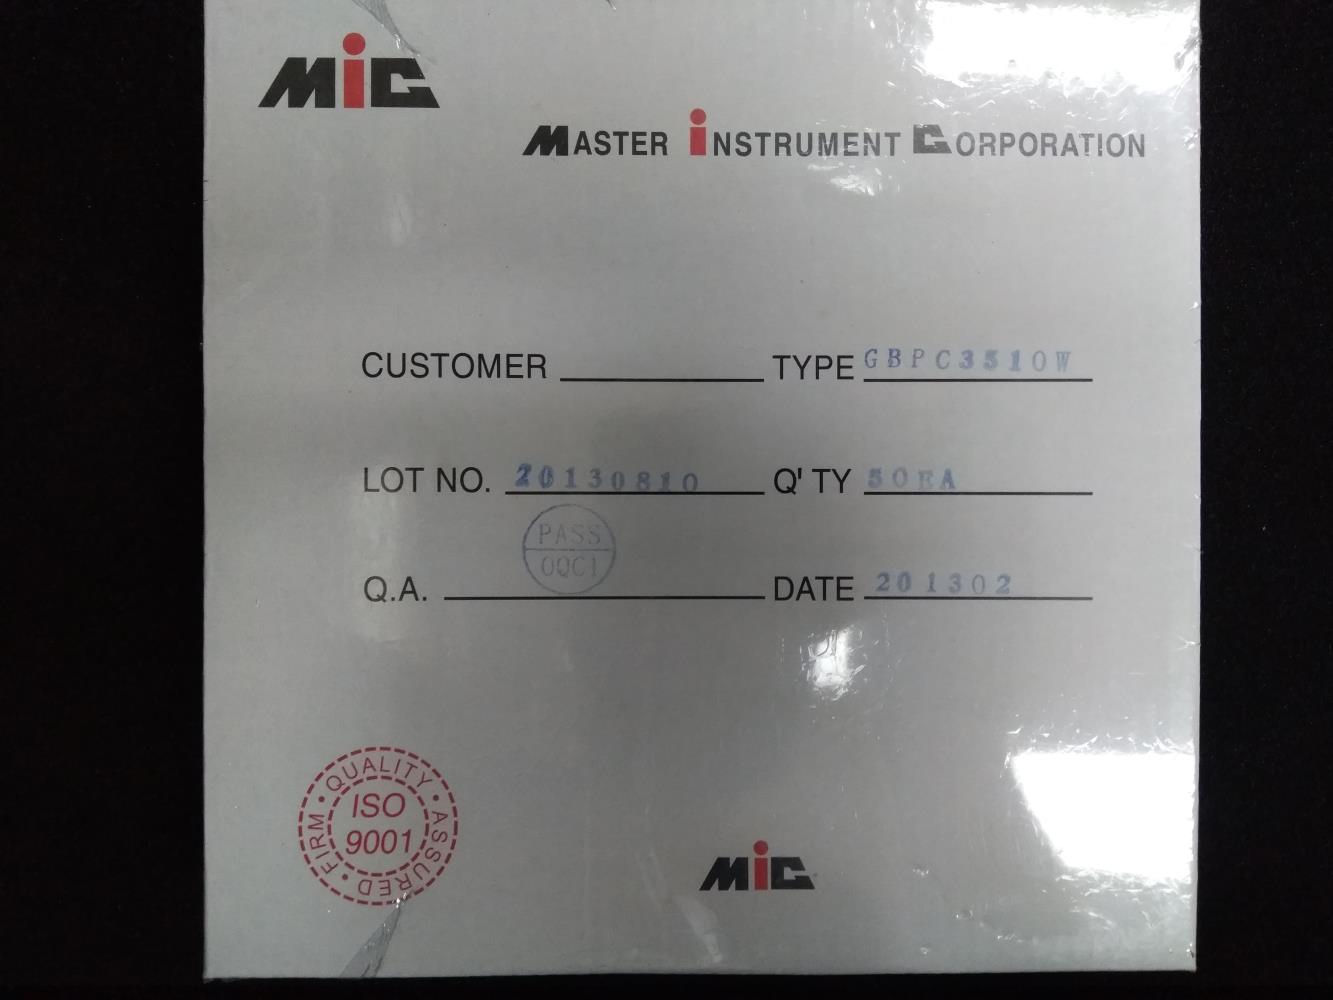 MiC
MASTER iNSTRUMENT CORPORATION
CUSTOMER TYPE GBPC3510W
LOT NO. 20130810 Q'TY 50EA
PASS
OQC1
Q.A. DATE 201302
FIRM • QUALITY • ASSURED •
ISO
9001
MiC